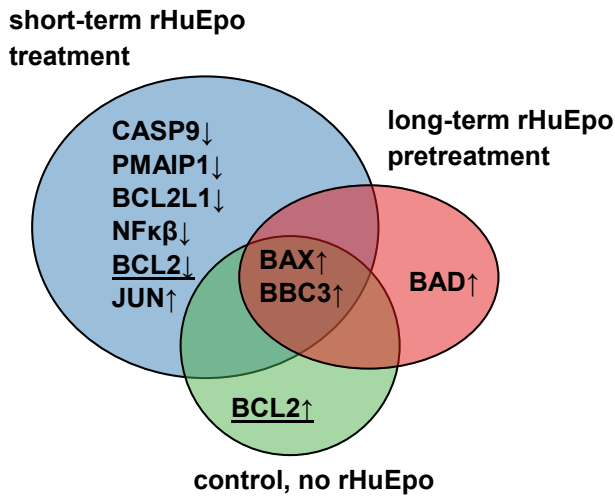 short-term rHuEpo
treatment
long-term rHuEpo
pretreatment
CASP9↓
PMAIP1↓
BCL2L1↓
NFκβ↓
BCL2↓
JUN↑
BAX↑
BBC3↑
BAD↑
BCL2↑
control, no rHuEpo